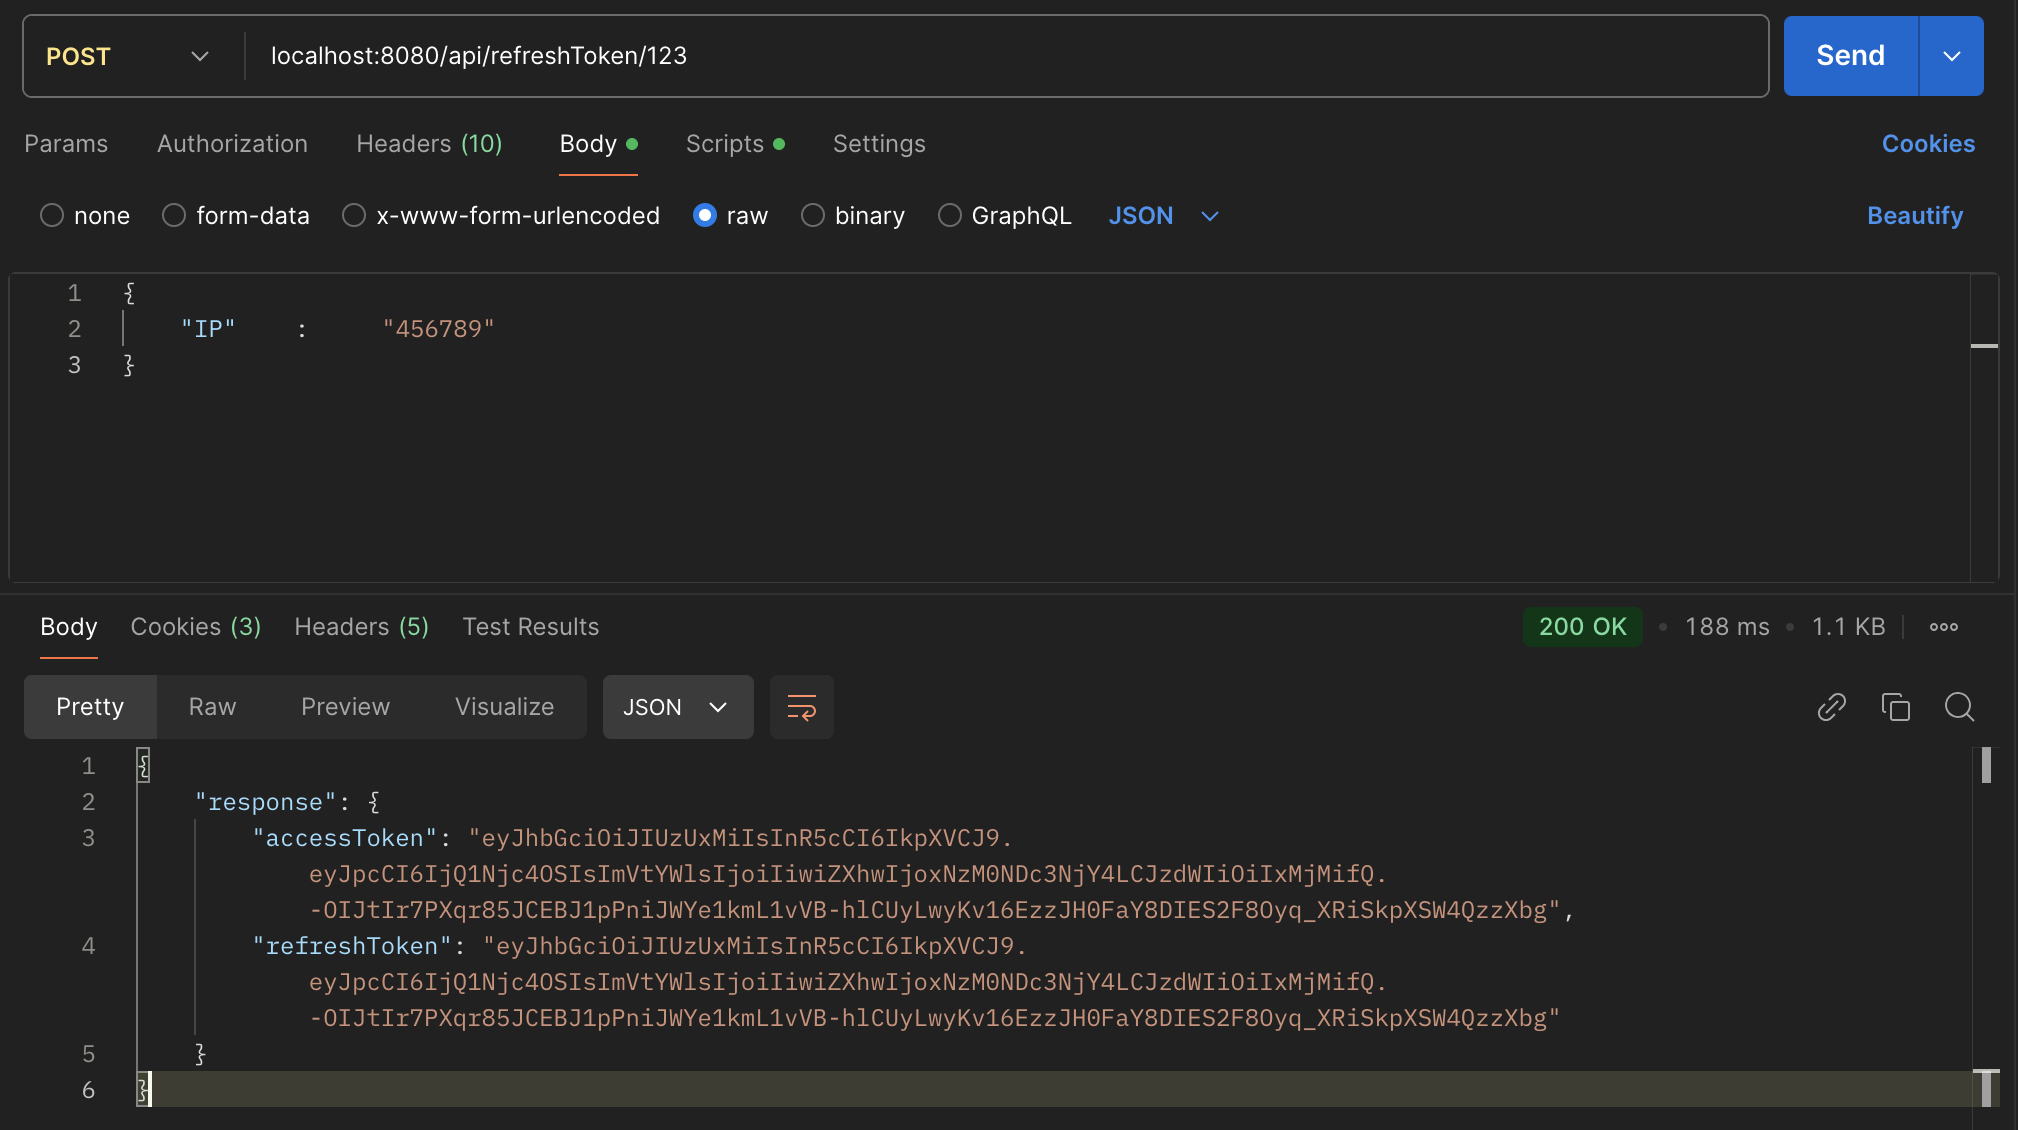 POST localhost:8080/api/refreshToken/123 Send
Params Authorization Headers (10) Body Scripts Settings Cookies
none form-data x-www-form-urlencoded raw binary GraphQL JSON Beautify
1 {
2 "IP" : "456789"
3 }
Body Cookies (3) Headers (5) Test Results 200 OK 188 ms 1.1 KB
Pretty Raw Preview Visualize JSON
1 {
2 "response": {
3 "accessToken": "eyJhbGciOiJIUzUxMiIsInR5cCI6IkpXVCJ9.
eyJpcCI6IjQ1Njc4OSIsImVtYWlsIjoiIiwiZXhwIjoxNzM0NDc3NjY4LCJzdWIiOiIxMjMifQ.
-OIJtIr7PXqr85JCEBJ1pPniJWYe1kmL1vVB-hlCUyLwyKv16EzzJH0FaY8DIES2F8Oyq_XRiSkpXSW4QzzXbg",
4 "refreshToken": "eyJhbGciOiJIUzUxMiIsInR5cCI6IkpXVCJ9.
eyJpcCI6IjQ1Njc4OSIsImVtYWlsIjoiIiwiZXhwIjoxNzM0NDc3NjY4LCJzdWIiOiIxMjMifQ.
-OIJtIr7PXqr85JCEBJ1pPniJWYe1kmL1vVB-hlCUyLwyKv16EzzJH0FaY8DIES2F8Oyq_XRiSkpXSW4QzzXbg"
5 }
6 }